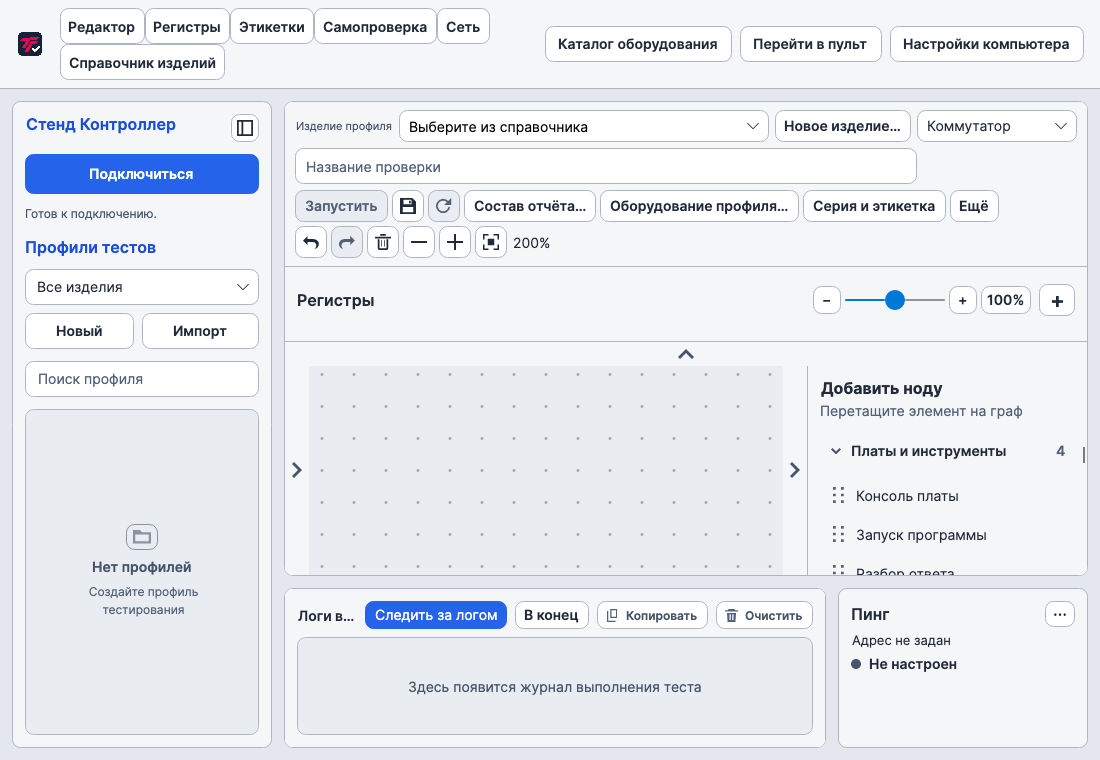 Редактор Регистры Этикетки Самопроверка Сеть
Справочник изделий
Каталог оборудования Перейти в пульт Настройки компьютера
Стенд Контроллер
Подключиться
Готов к подключению.
Профили тестов
Все изделия
Новый Импорт
Поиск профиля
Нет профилей
Создайте профиль
тестирования
Изделие профиля Выберите из справочника Новое изделие... Коммутатор
Название проверки
Запустить Состав отчёта... Оборудование профиля... Серия и этикетка Ещё
200%
Регистры
100%
Добавить ноду
Перетащите элемент на граф
Платы и инструменты 4
Консоль платы
Запуск программы
Разбор ответа
Логи в... Следить за логом В конец Копировать Очистить
Здесь появится журнал выполнения теста
Пинг
Адрес не задан
Не настроен